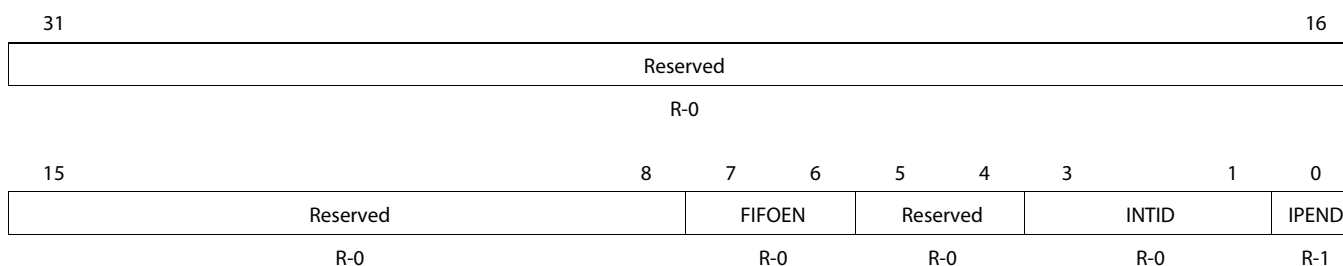 31 16
Reserved
R-0
15 8 7 6 5 4 3 1 0
Reserved FIFOEN Reserved INTID IPEND
R-0 R-0 R-0 R-0 R-1